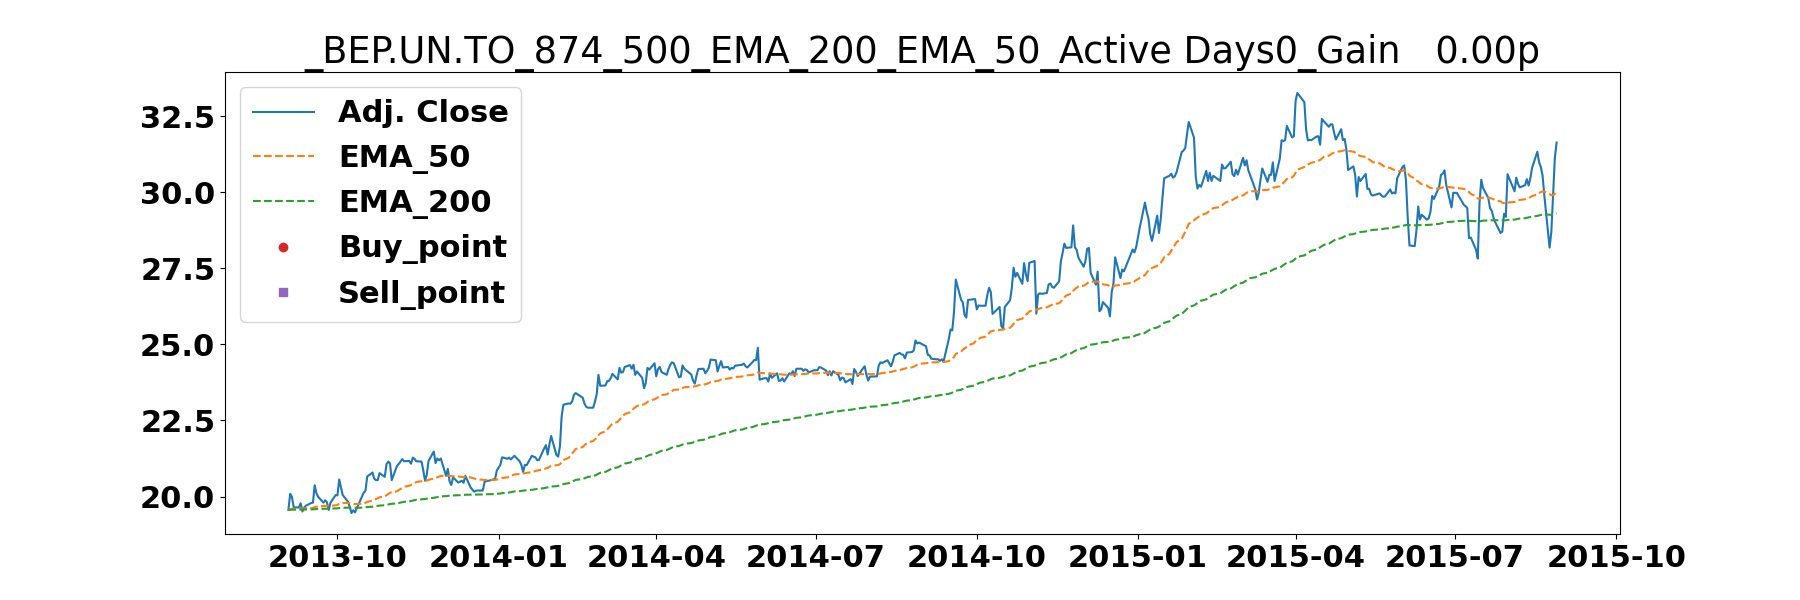 _BEP.UN.TO_874_500_EMA_200_EMA_50_Active Days0_Gain   0.00p
Adj. Close
EMA_50
EMA_200
Buy_point
Sell_point
32.5
30.0
27.5
25.0
22.5
20.0
2013-10 2014-01 2014-04 2014-07 2014-10 2015-01 2015-04 2015-07 2015-10